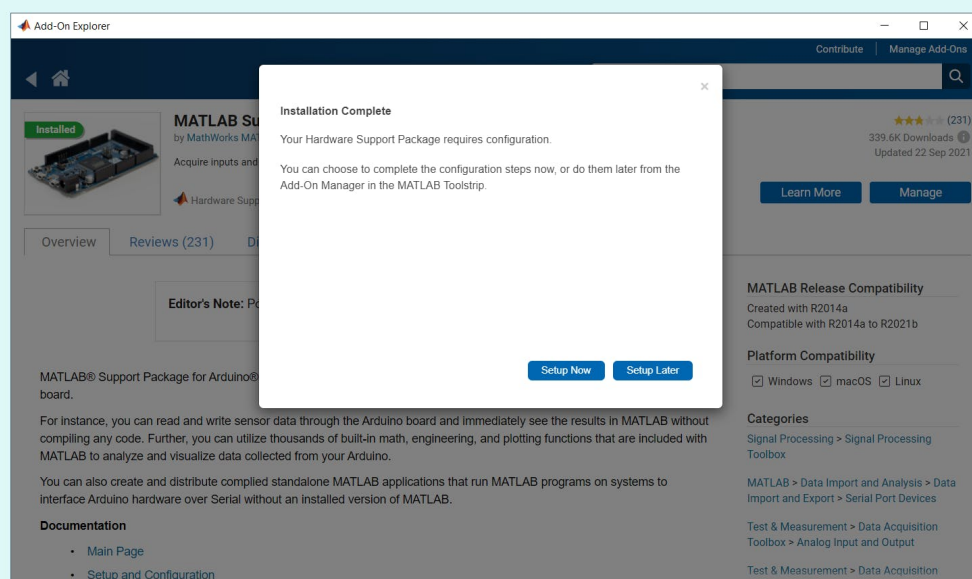 Add-On Explorer
Contribute Manage Add-Ons
Installed
MATLAB Su
by MathWorks MAT
Acquire inputs and
Hardware Supp
(231)
339.6K Downloads
Updated 22 Sep 2021
Learn More Manage
Installation Complete
Your Hardware Support Package requires configuration.
You can choose to complete the configuration steps now, or do them later from the
Add-On Manager in the MATLAB Toolstrip.
Setup Now Setup Later
Overview Reviews (231) Di
Editor's Note: Po
MATLAB® Support Package for Arduino®
board.
For instance, you can read and write sensor data through the Arduino board and immediately see the results in MATLAB without
compiling any code. Further, you can utilize thousands of built-in math, engineering, and plotting functions that are included with
MATLAB to analyze and visualize data collected from your Arduino.
You can also create and distribute complied standalone MATLAB applications that run MATLAB programs on systems to
interface Arduino hardware over Serial without an installed version of MATLAB.
Documentation
• Main Page
• Setup and Configuration
MATLAB Release Compatibility
Created with R2014a
Compatible with R2014a to R2021b
Platform Compatibility
Windows macOS Linux
Categories
Signal Processing > Signal Processing
Toolbox
MATLAB > Data Import and Analysis > Data
Import and Export > Serial Port Devices
Test & Measurement > Data Acquisition
Toolbox > Analog Input and Output
Test & Measurement > Data Acquisition